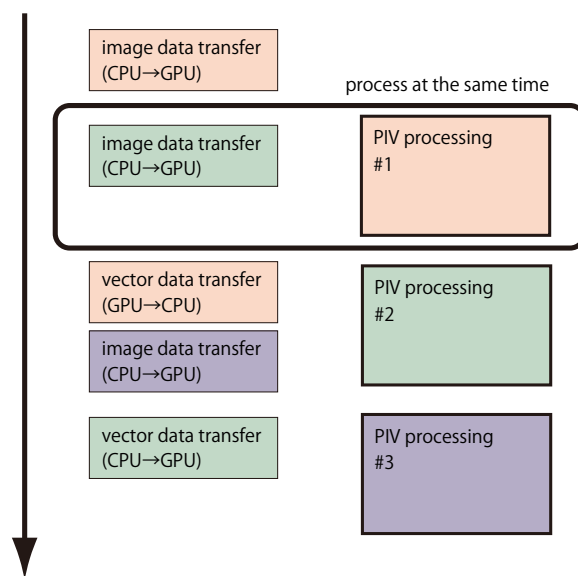 image data transfer
(CPU→GPU)
process at the same time
image data transfer
(CPU→GPU)
PIV processing
#1
vector data transfer
(GPU→CPU)
PIV processing
#2
image data transfer
(CPU→GPU)
vector data transfer
(CPU→GPU)
PIV processing
#3